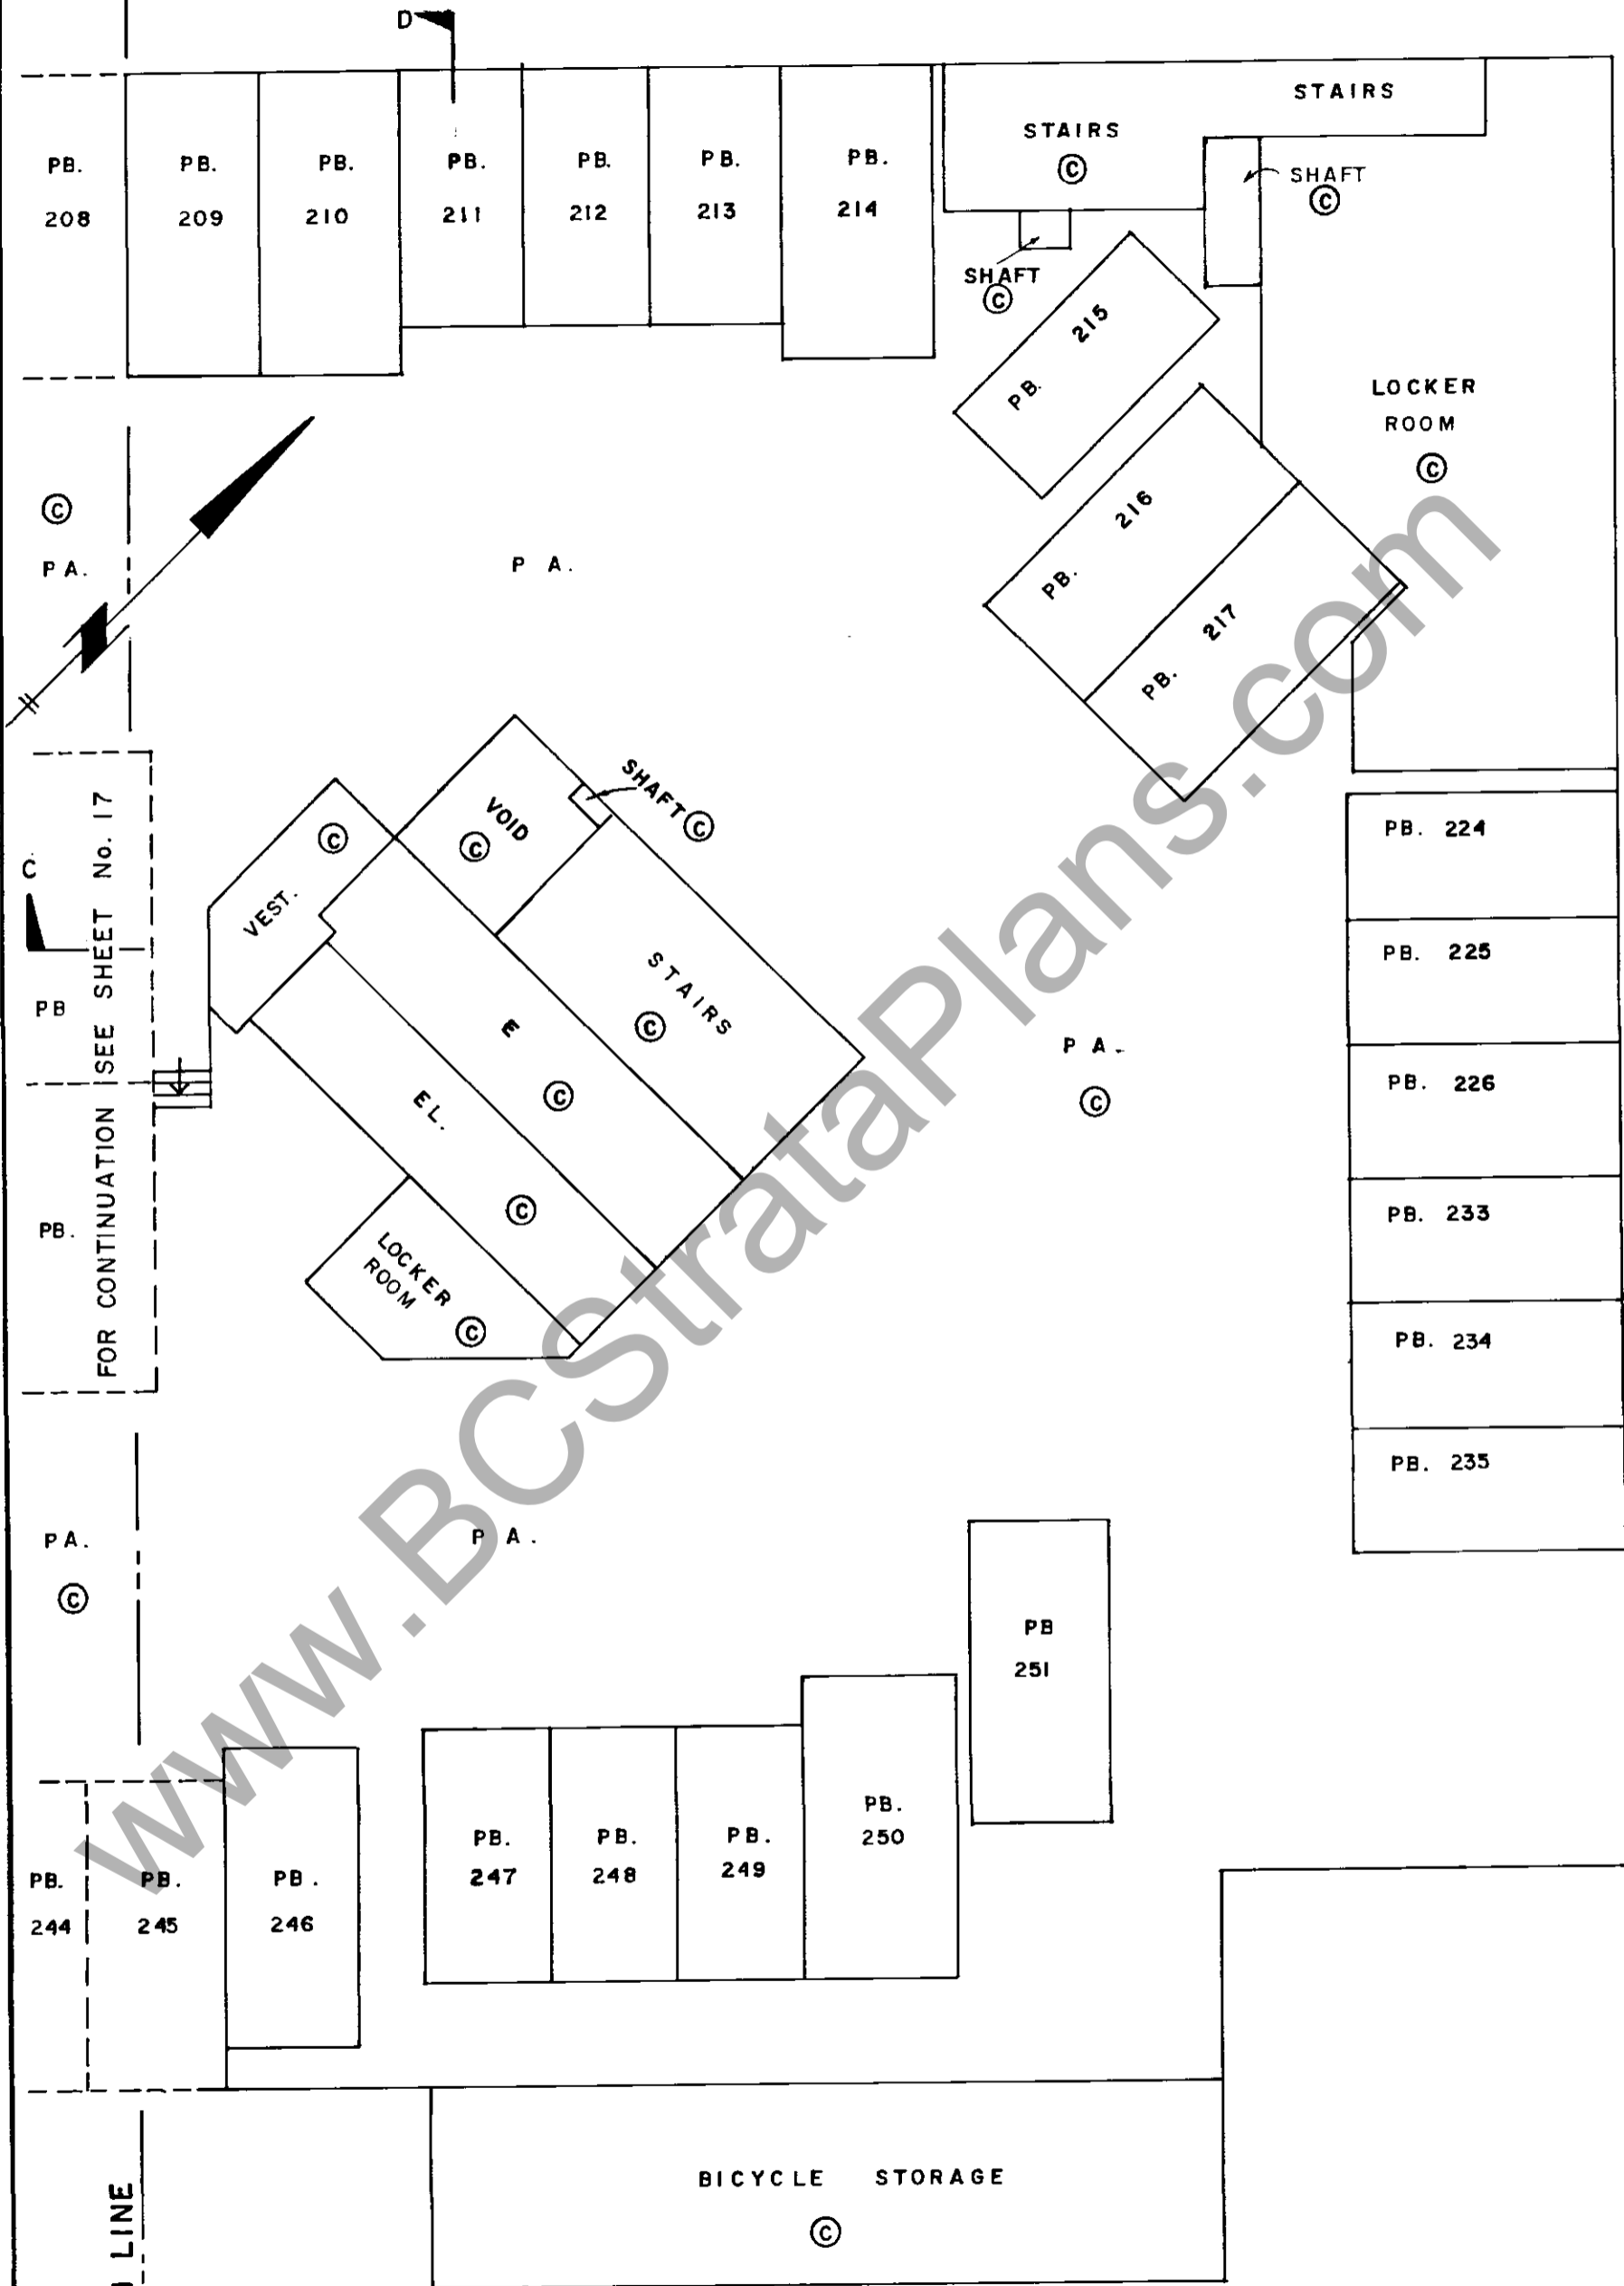 D
STAIRS
STAIRS
Ⓒ
SHAFT
Ⓒ
SHAFT
Ⓒ
PB.
208
PB.
209
PB.
210
PB.
211
PB.
212
PB.
213
PB.
214
PB. 215
LOCKER
ROOM
Ⓒ
PB. 216
PB. 217
Ⓒ
PA.
P A.
SHAFT Ⓒ
VOID
Ⓒ
Ⓒ
VEST.
C
PB
PB.
FOR CONTINUATION SEE SHEET No. 17
STAIRS
Ⓒ
E
Ⓒ
EL.
Ⓒ
LOCKER
ROOM
Ⓒ
P A.
Ⓒ
PB. 224
PB. 225
PB. 226
PB. 233
PB. 234
PB. 235
PA.
Ⓒ
P A.
PB
251
PB.
244
PB.
245
PB.
246
PB.
247
PB.
248
PB.
249
PB.
250
BICYCLE STORAGE
Ⓒ
LINE
www.BCStrataPlans.com